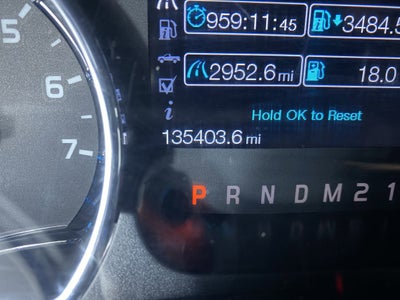 5
6
7
959:11:45
3484.5
2952.6 mi
18.0
Hold OK to Reset
i
135403.6 mi
P R N D M 2 1